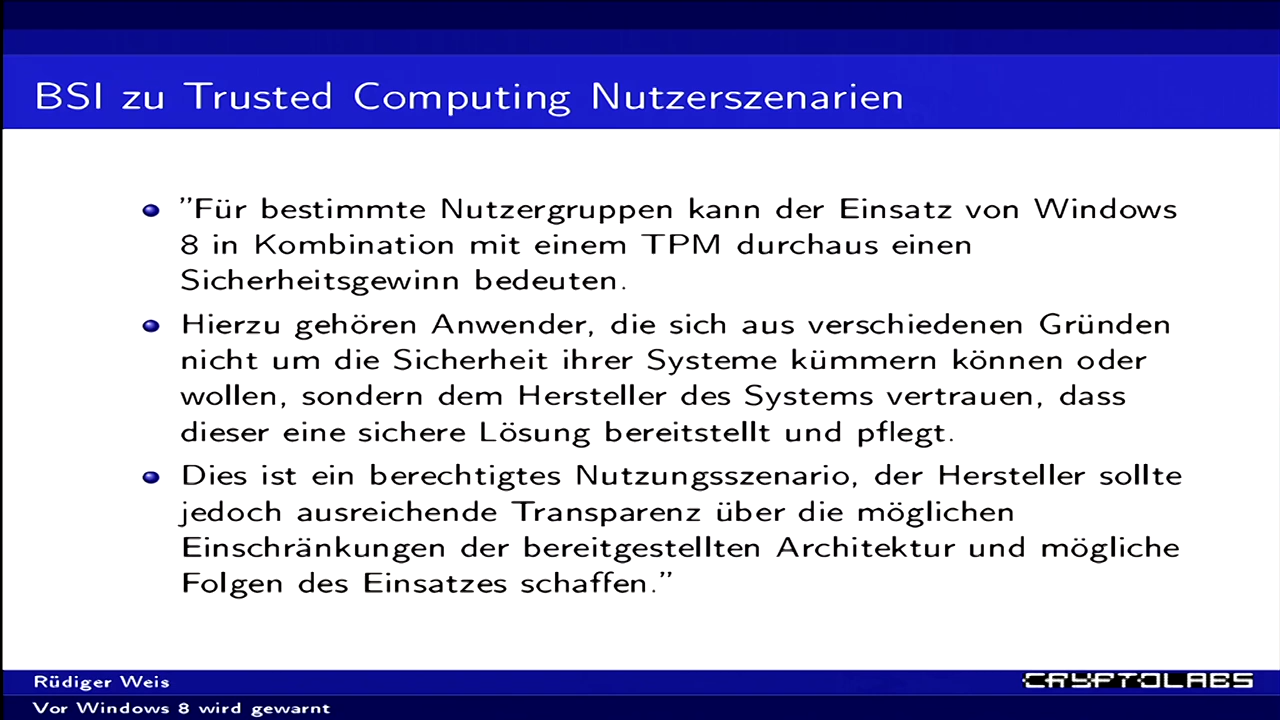 BSI zu Trusted Computing Nutzerszenarien
”Für bestimmte Nutzergruppen kann der Einsatz von Windows
8 in Kombination mit einem TPM durchaus einen
Sicherheitsgewinn bedeuten.
Hierzu gehören Anwender, die sich aus verschiedenen Gründen
nicht um die Sicherheit ihrer Systeme kümmern können oder
wollen, sondern dem Hersteller des Systems vertrauen, dass
dieser eine sichere Lösung bereitstellt und pflegt.
Dies ist ein berechtigtes Nutzungsszenario, der Hersteller sollte
jedoch ausreichende Transparenz über die möglichen
Einschränkungen der bereitgestellten Architektur und mögliche
Folgen des Einsatzes schaffen.”
Rüdiger Weis
CRYPTOLABS
Vor Windows 8 wird gewarnt